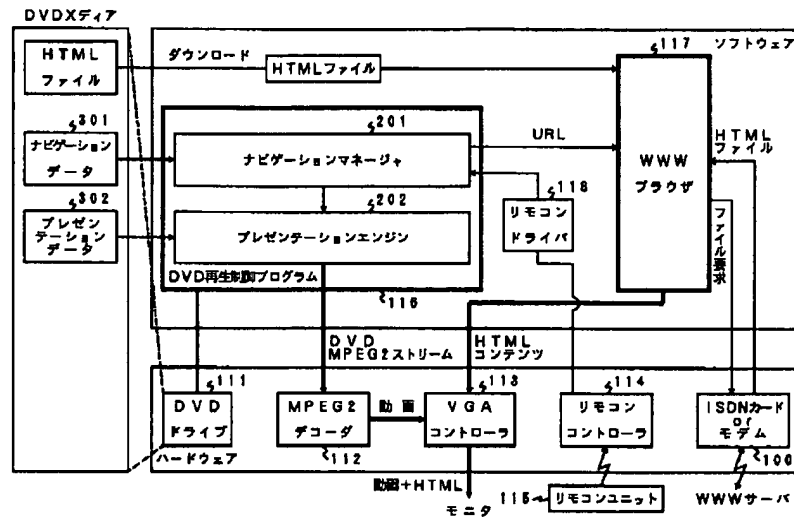 DVDXディア
HTML
ファイル
301
ナビゲーション
データ
302
プレゼン
テーション
データ
ソフトウェア
ダウンロード
HTMLファイル
117
WWW
ブラウザ
201
ナビゲーションマネージャ
URL
HTML
ファイル
202
プレゼンテーションエンジン
118
リモコン
ドライバ
ファイル要求
DVD再生制御プログラム
116
DVD
MPEG2ストリーム
HTML
コンテンツ
111
DVD
ドライブ
MPEG2
デコーダ
112
動画
113
VGA
コントローラ
114
リモコン
コントローラ
ISDNカード
or
モデム
100
ハードウェア
動画+HTML
モニタ
115
リモコンユニット
WWWサーバ